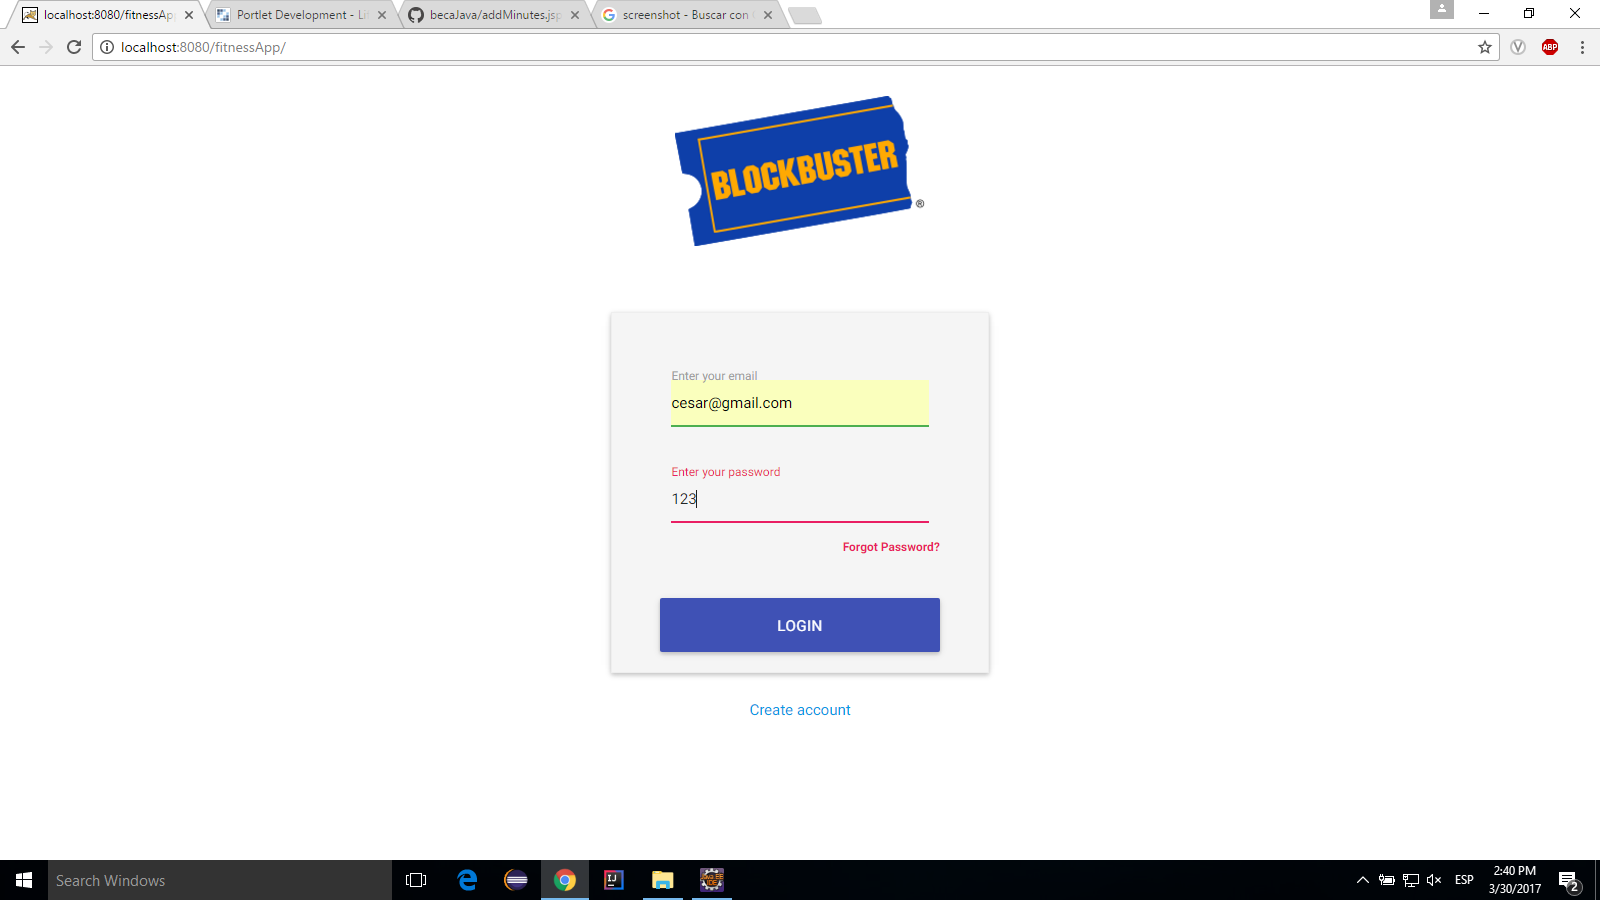 localhost:8080/fitnessAp
Portlet Development - Li
becaJava/addMinutes.jsp
screenshot - Buscar con
localhost:8080/fitnessApp/
ABP
BLOCKBUSTER
®
Enter your email
cesar@gmail.com
Enter your password
123
Forgot Password?
LOGIN
Create account
Search Windows
IJ
ESP
2:40 PM
3/30/2017
2